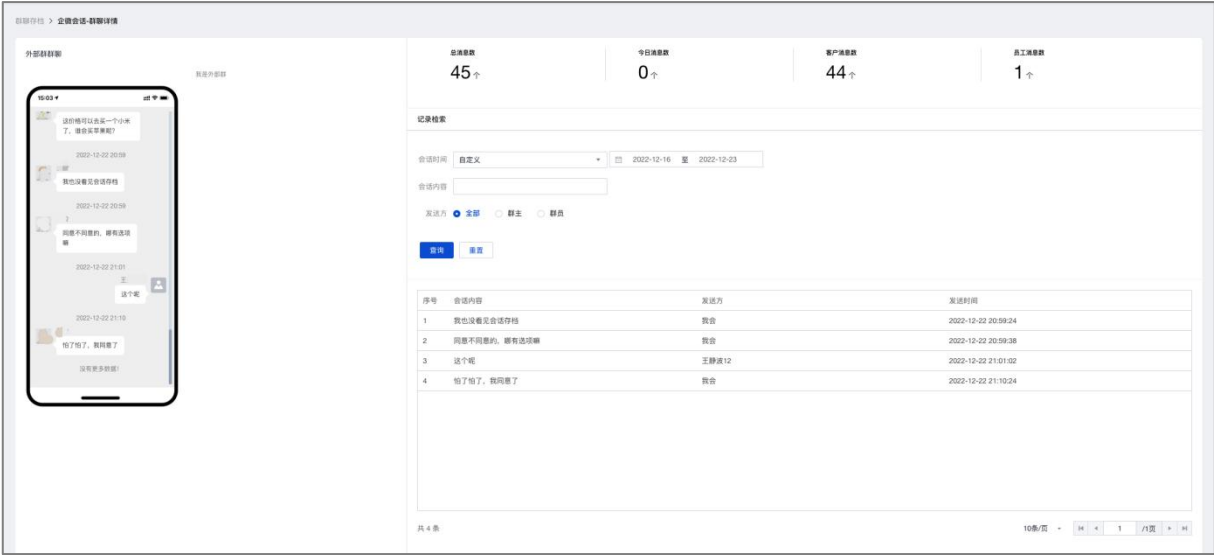 群聊存档 > 企微会话-群聊详情
外部群群聊
我是外部群
15:03
这价格可以去买一个小米
了, 谁会买苹果呢?
2022-12-22 20:59
我也没看见会话存档
2022-12-22 20:59
同意不同意的, 哪有选项
嘛
2022-12-22 21:01
王
这个呢
2022-12-22 21:10
怕了怕了, 我同意了
没有更多数据!
总消息数
今日消息数
客户消息数
员工消息数
45 个
0 个
44 个
1 个
记录检索
会话时间 自定义 2022-12-16 至 2022-12-23
会话内容
发送方 全部 群主 群员
查询 重置
序号 会话内容 发送方 发送时间
1 我也没看见会话存档 我会 2022-12-22 20:59:24
2 同意不同意的, 哪有选项嘛 我会 2022-12-22 20:59:38
3 这个呢 王静波12 2022-12-22 21:01:02
4 怕了怕了, 我同意了 我会 2022-12-22 21:10:24
共 4 条
10条/页 1 /1页